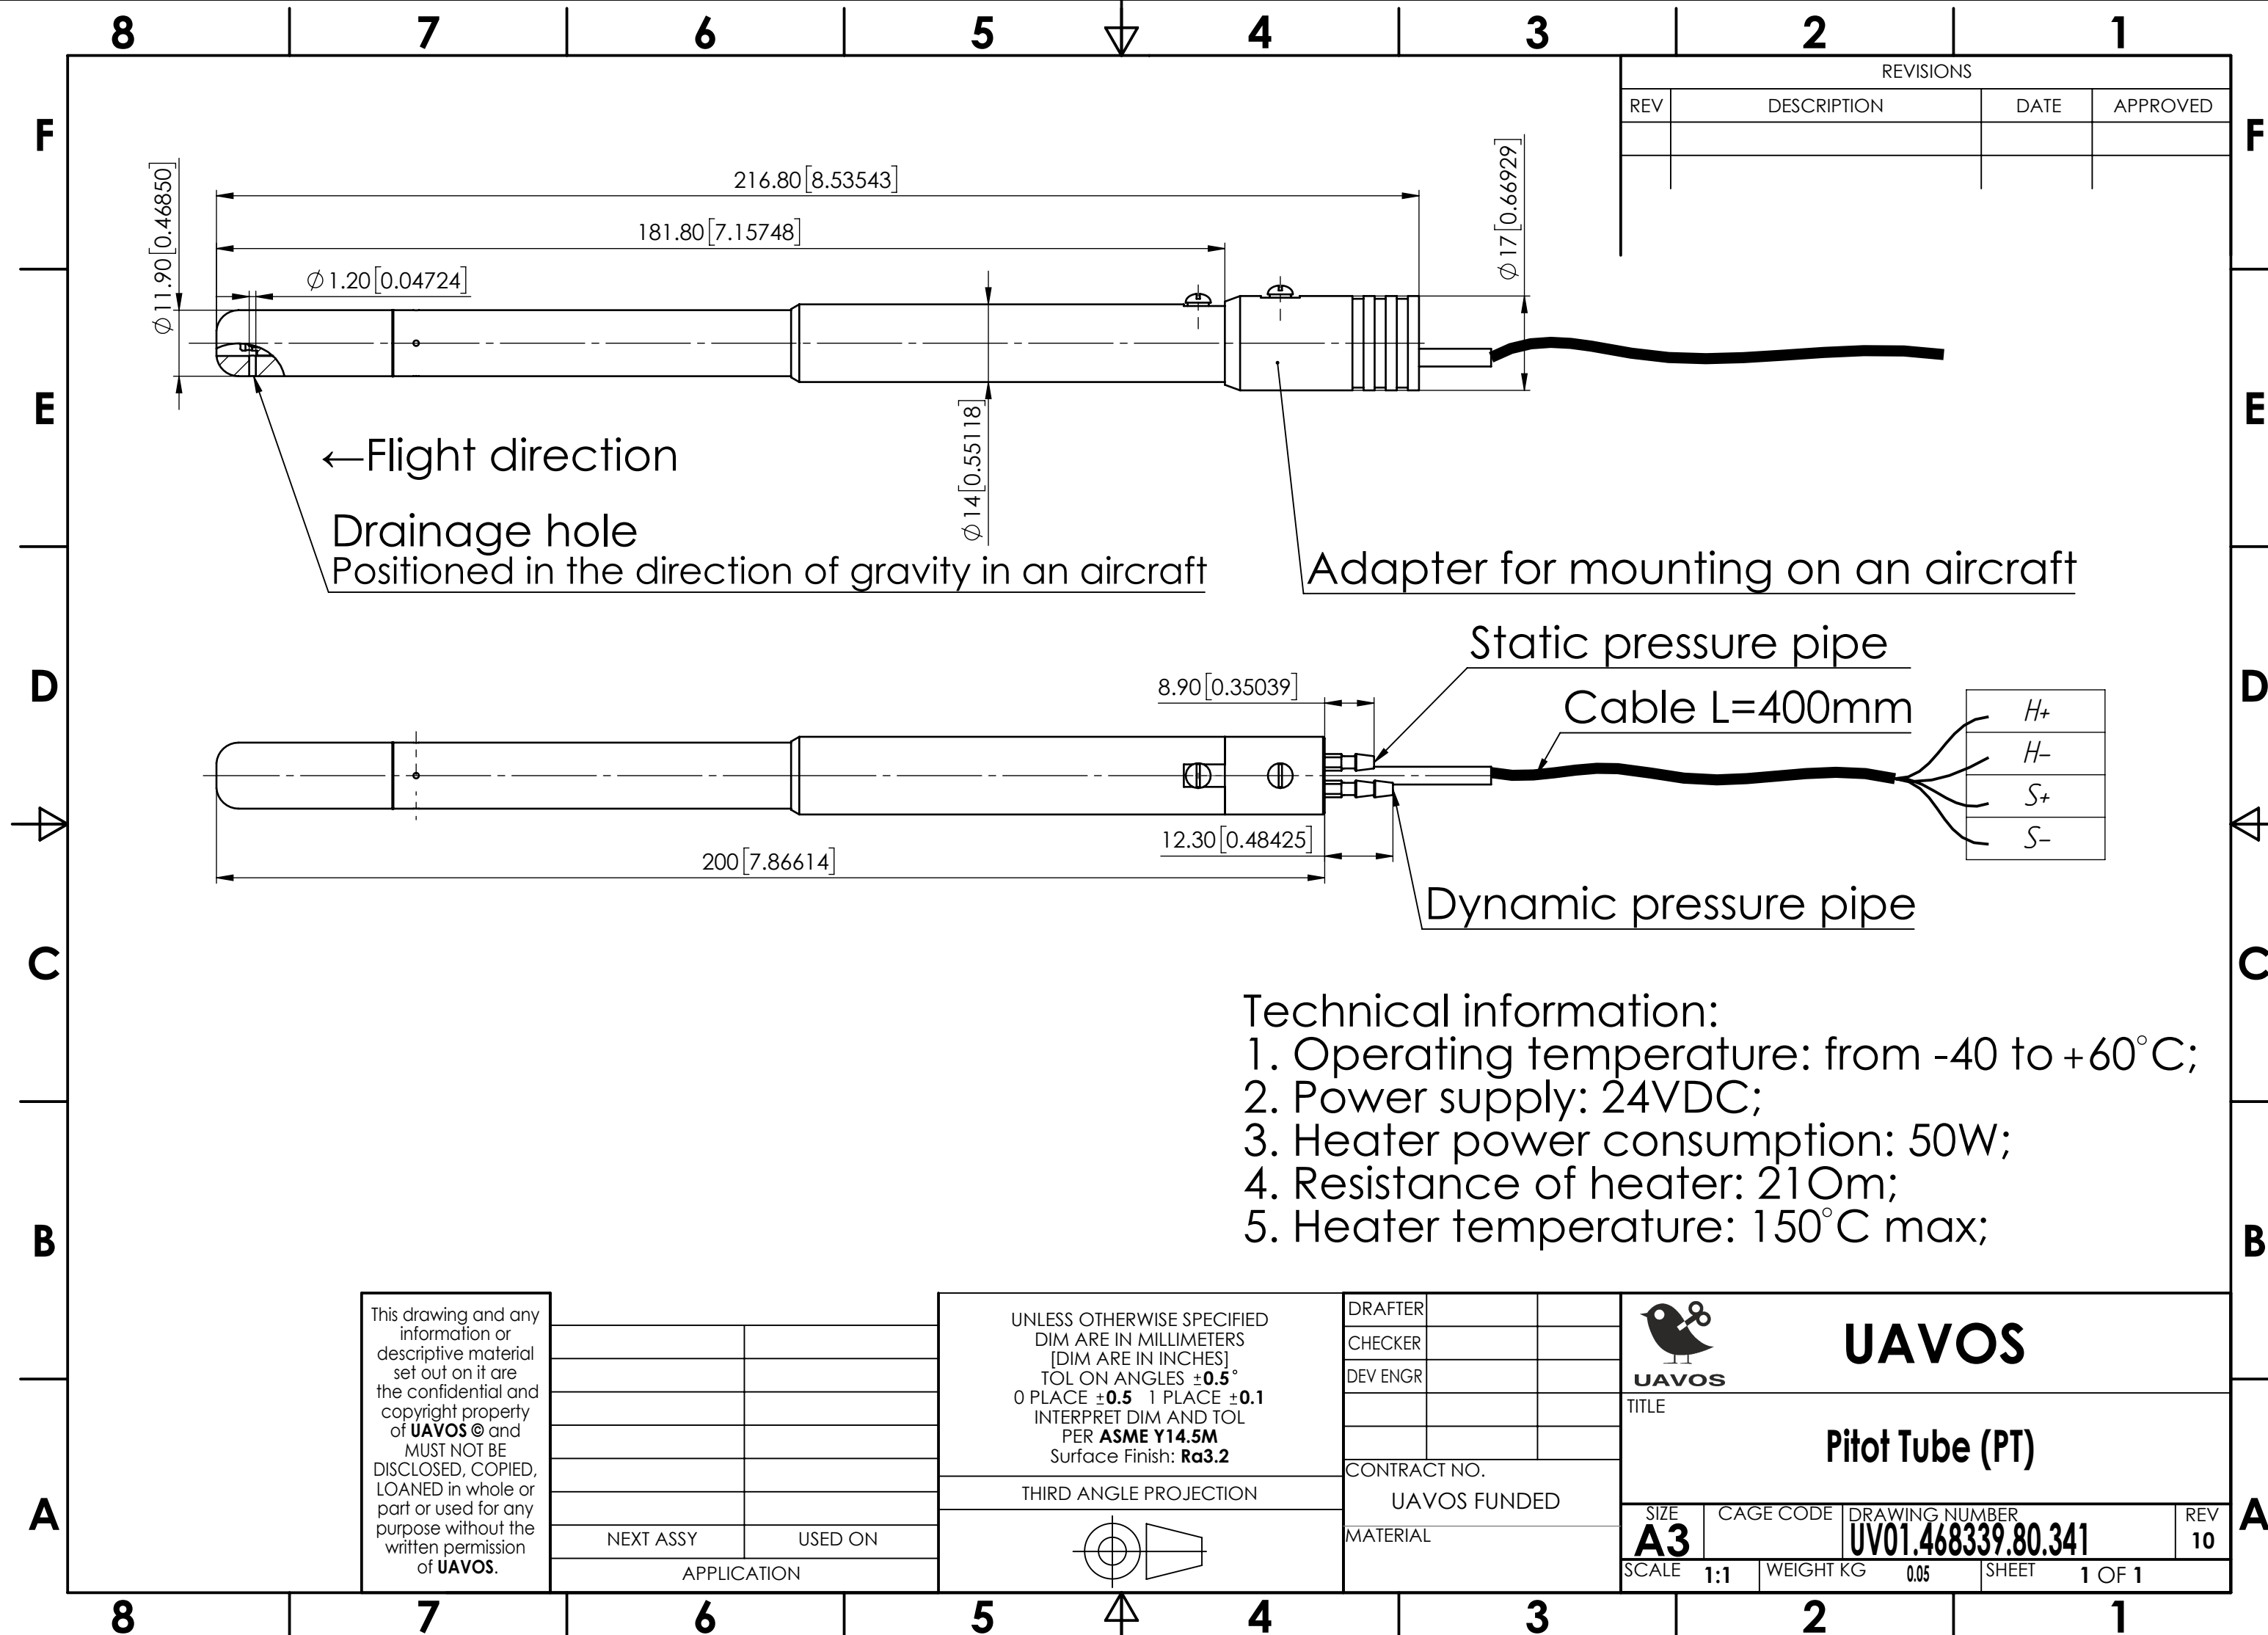 8 7 6 5 4 3 2 1
F
F
E
E
D
D
C
C
B
B
A
A
REVISIONS
REV DESCRIPTION DATE APPROVED
216.80[8.53543]
181.80[7.15748]
Ø11.90[0.46850]
Ø1.20[0.04724]
Ø17[0.66929]
Ø14[0.55118]
←Flight direction
Drainage hole
Positioned in the direction of gravity in an aircraft
Adapter for mounting on an aircraft
Static pressure pipe
8.90[0.35039]
Cable L=400mm
H+
H-
S+
S-
12.30[0.48425]
200[7.86614]
Dynamic pressure pipe
Technical information:
1. Operating temperature: from -40 to +60°C;
2. Power supply: 24VDC;
3. Heater power consumption: 50W;
4. Resistance of heater: 21Om;
5. Heater temperature: 150°C max;
This drawing and any
information or
descriptive material
set out on it are
the confidential and
copyright property
of UAVOS © and
MUST NOT BE
DISCLOSED, COPIED,
LOANED in whole or
part or used for any
purpose without the
written permission
of UAVOS.
NEXT ASSY USED ON
APPLICATION
UNLESS OTHERWISE SPECIFIED
DIM ARE IN MILLIMETERS
[DIM ARE IN INCHES]
TOL ON ANGLES ±0.5°
0 PLACE ±0.5 1 PLACE ±0.1
INTERPRET DIM AND TOL
PER ASME Y14.5M
Surface Finish: Ra3.2
THIRD ANGLE PROJECTION
DRAFTER
CHECKER
DEV ENGR
CONTRACT NO.
UAVOS FUNDED
MATERIAL
UAVOS
UAVOS
TITLE
Pitot Tube (PT)
SIZE
A3
CAGE CODE
DRAWING NUMBER
UV01.468339.80.341
REV
10
SCALE 1:1 WEIGHT KG 0.05 SHEET 1 OF 1
8 7 6 5 4 3 2 1